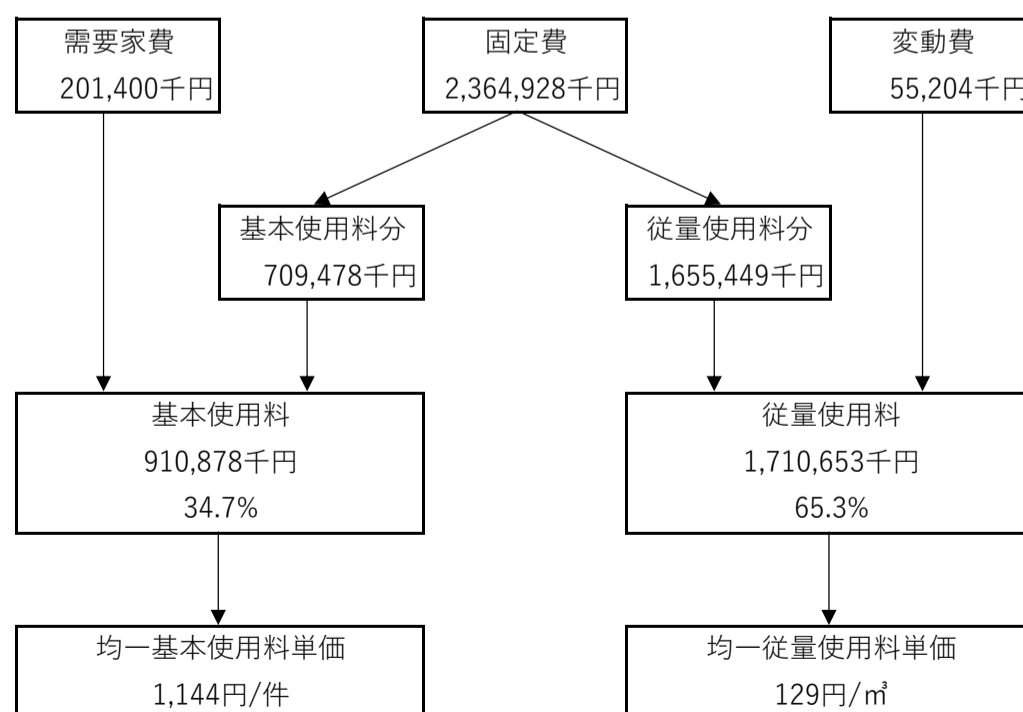 需要家費
201,400千円
固定費
2,364,928千円
変動費
55,204千円
基本使用料分
709,478千円
従量使用料分
1,655,449千円
基本使用料
910,878千円
34.7%
従量使用料
1,710,653千円
65.3%
均一基本使用料単価
1,144円/件
均一従量使用料単価
129円/㎥